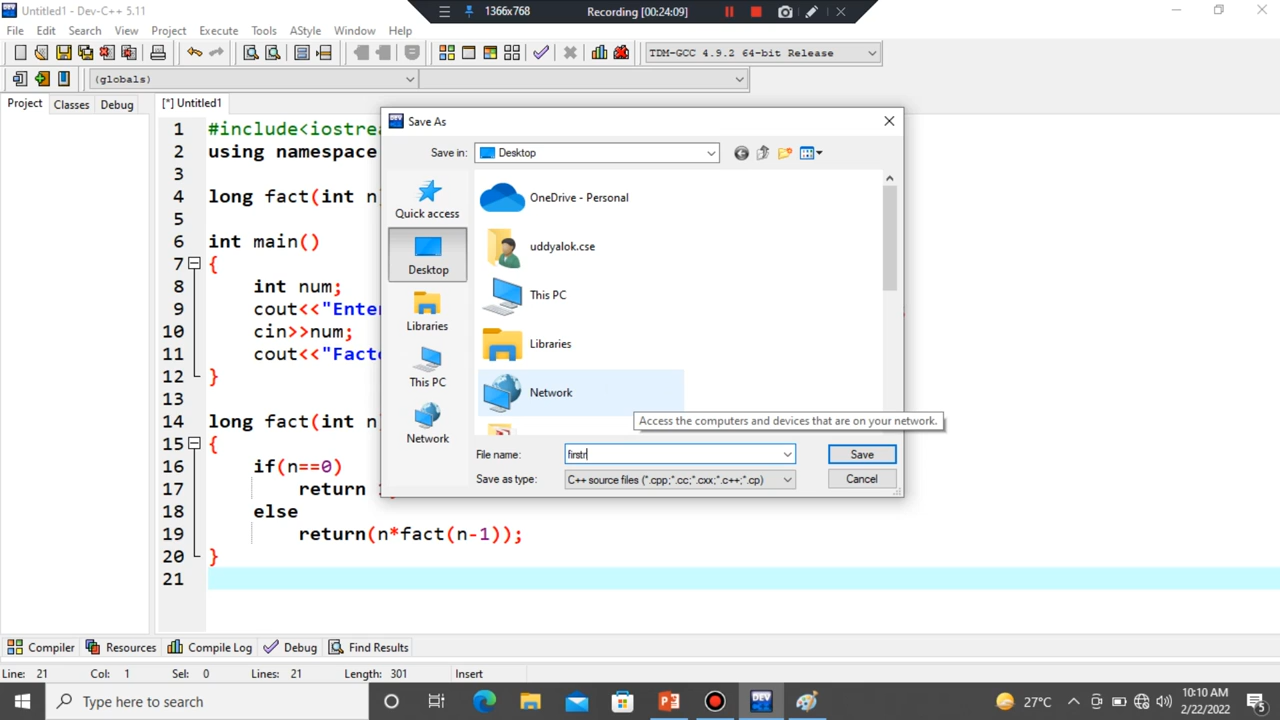 Untitled1 - Dev-C++ 5.11
1366x768
Recording [00:24:09]
File Edit Search View Project Execute Tools AStyle Window Help
TDM-GCC 4.9.2 64-bit Release
(globals)
Project Classes Debug
[*] Untitled1
Save As
Save in: Desktop
Quick access
Desktop
Libraries
This PC
Network
OneDrive - Personal
uddyalok.cse
This PC
Libraries
Network
Access the computers and devices that are on your network.
File name: firstr
Save
Save as type: C++ source files (*.cpp;*.cc;*.cxx;*.c++;*.cp)
Cancel
1 #include<iostrea
2 using namespace
3
4 long fact(int n)
5
6 int main()
7 {
8 int num;
9 cout<<"Enter
10 cin>>num;
11 cout<<"Facto
12 }
13
14 long fact(int n)
15 {
16 if(n==0)
17 return
18 else
19 return(n*fact(n-1));
20 }
21
Compiler Resources Compile Log Debug Find Results
Line: 21 Col: 1 Sel: 0 Lines: 21 Length: 301 Insert
Type here to search
27°C
10:10 AM
2/22/2022
5